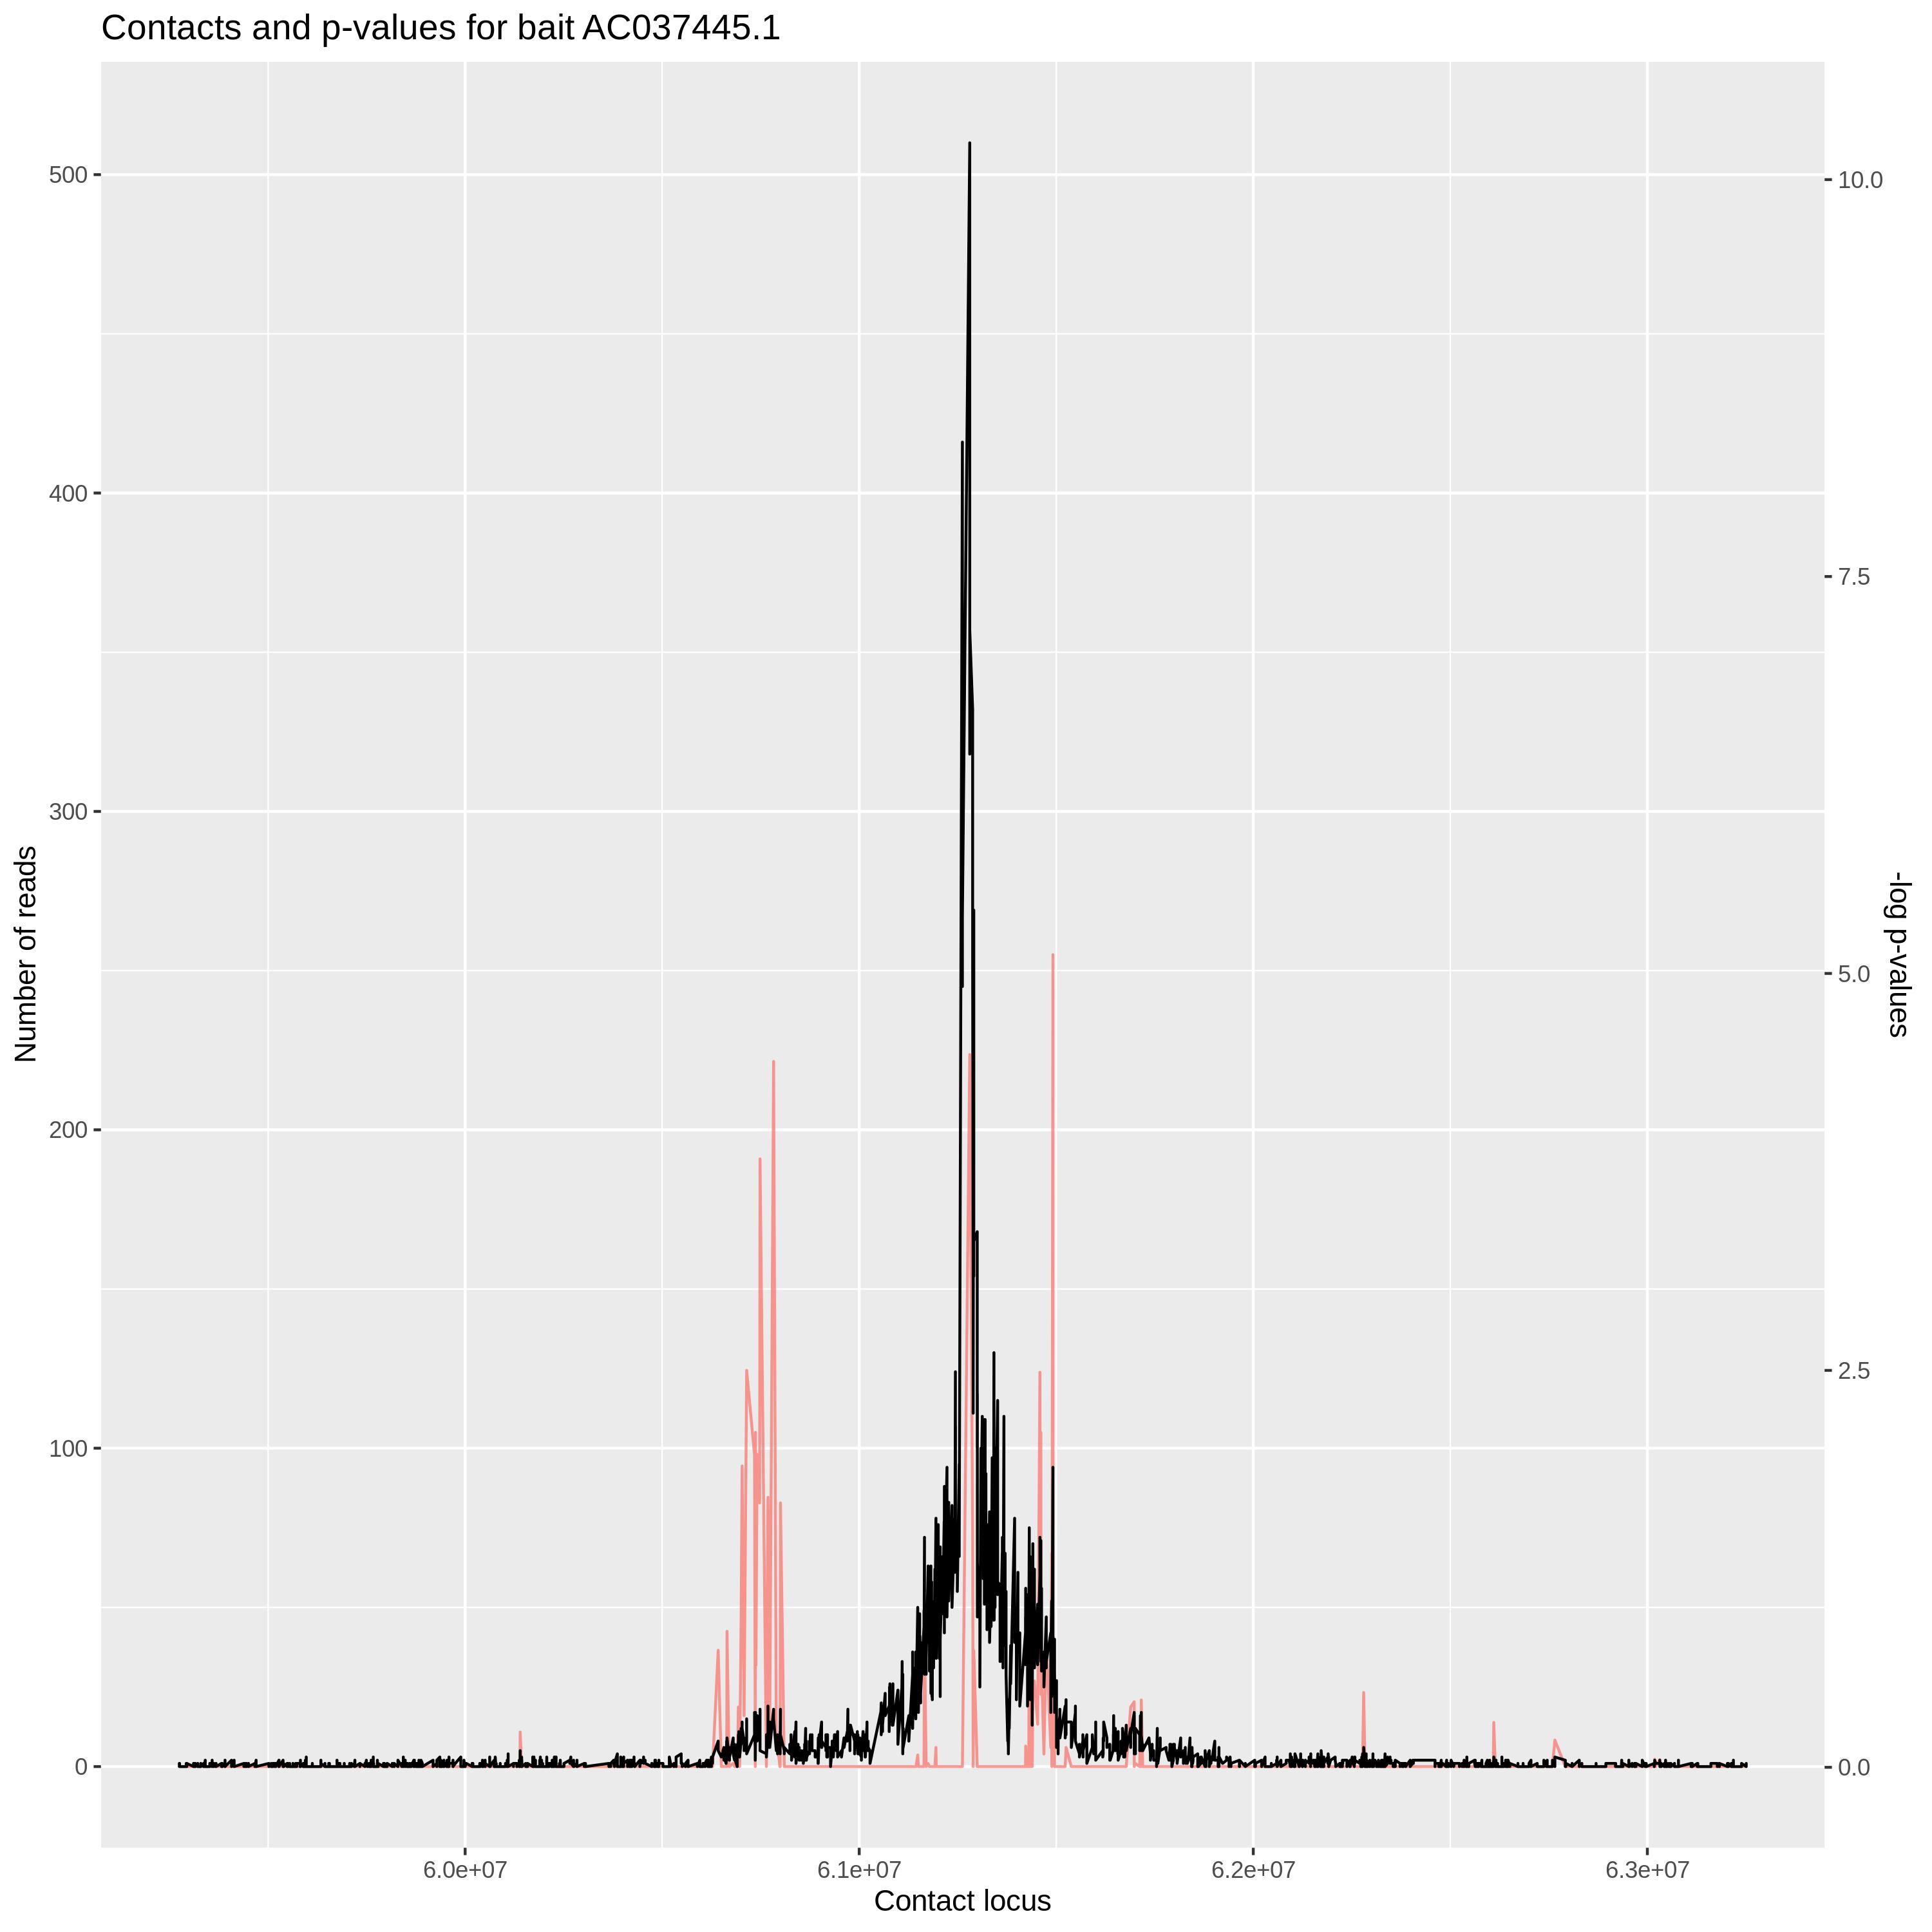 Contacts and p-values for bait AC037445.1
500
400
300
200
100
0
Number of reads
10.0
7.5
5.0
2.5
0.0
-log p-values
6.0e+07
6.1e+07
6.2e+07
6.3e+07
Contact locus